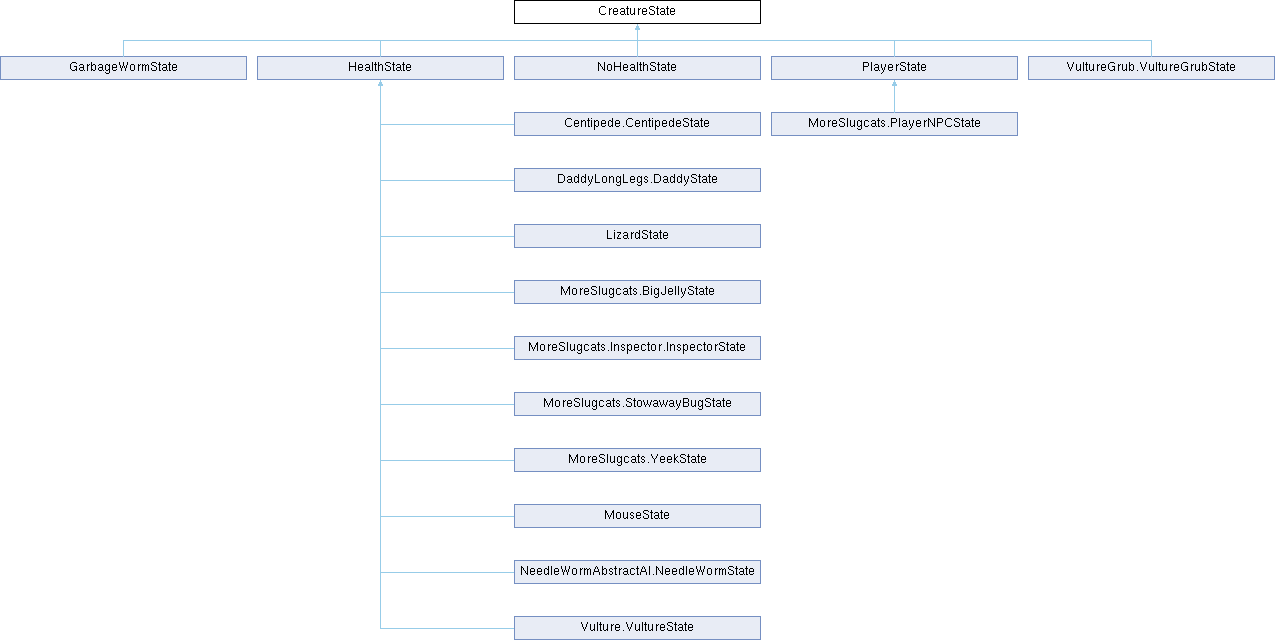 CreatureState
GarbageWormState
HealthState
NoHealthState
PlayerState
VultureGrub.VultureGrubState
Centipede.CentipedeState
MoreSlugcats.PlayerNPCState
DaddyLongLegs.DaddyState
LizardState
MoreSlugcats.BigJellyState
MoreSlugcats.Inspector.InspectorState
MoreSlugcats.StowawayBugState
MoreSlugcats.YeekState
MouseState
NeedleWormAbstractAI.NeedleWormState
Vulture.VultureState